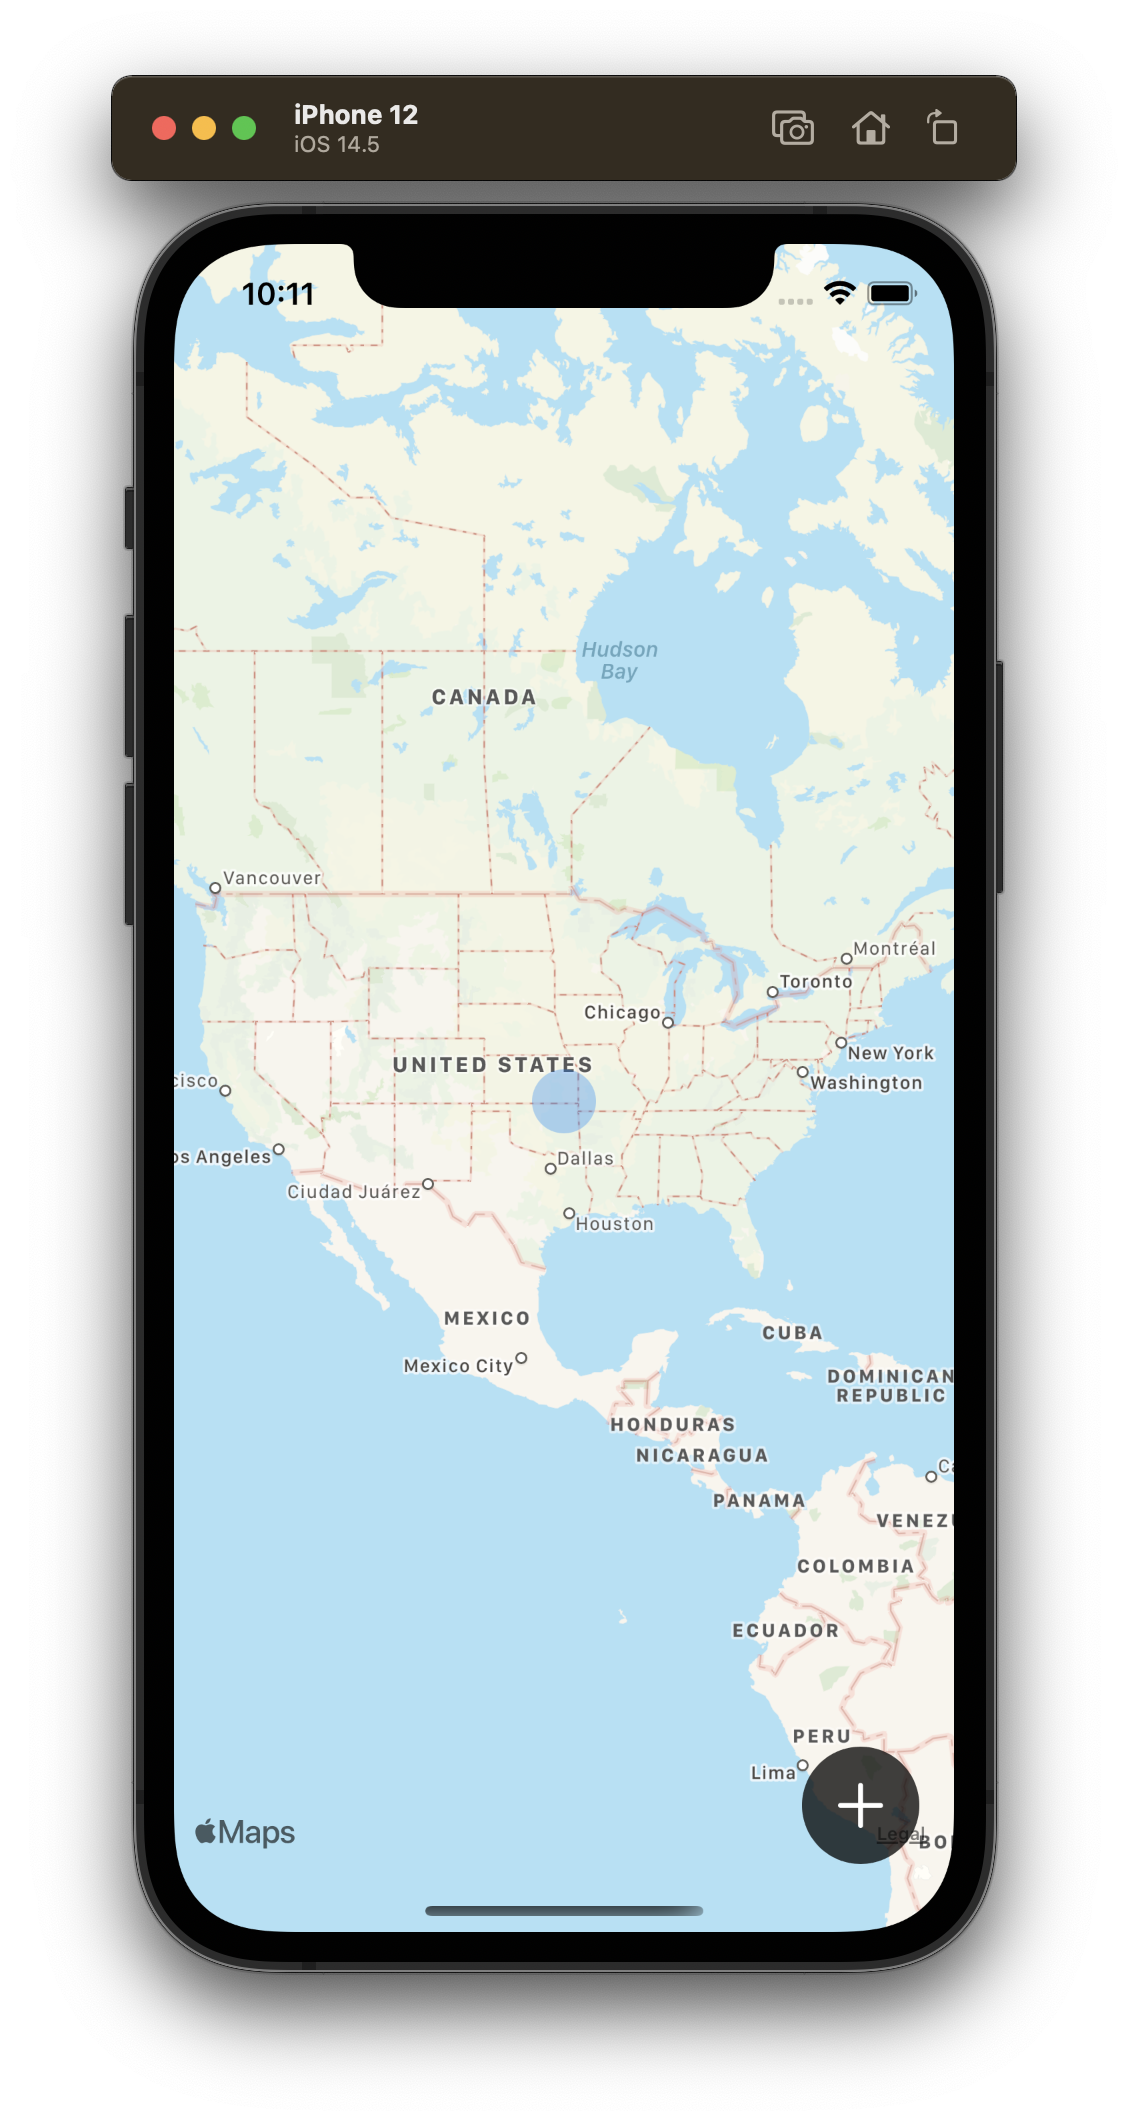 iPhone 12
iOS 14.5
10:11
Hudson
Bay
CANADA
Vancouver
Montréal
Toronto
Chicago
New York
UNITED STATES
cisco
Washington
os Angeles
Dallas
Ciudad Juárez
Houston
MEXICO
CUBA
Mexico City
DOMINICAN
REPUBLIC
HONDURAS
NICARAGUA
Ca
PANAMA
VENEZU
COLOMBIA
ECUADOR
PERU
Lima
Maps
Legal
BO